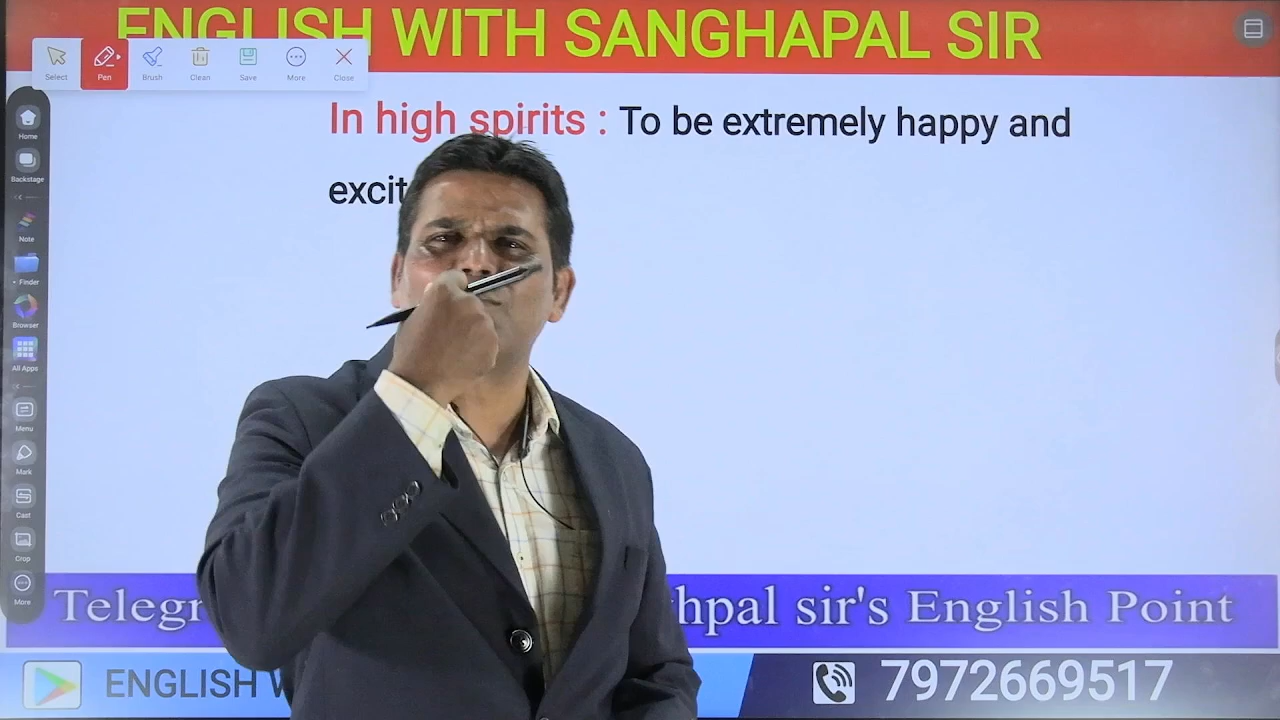 ENGLISH WITH SANGHAPAL SIR
Select
Pen
Brush
Clean
Save
More
Close
In high spirits : To be extremely happy and
excit
Home
Backstage
Note
Finder
Browser
All Apps
Menu
Mark
Cast
Crop
More
Telegr hpal sir's English Point
ENGLISH W
7972669517